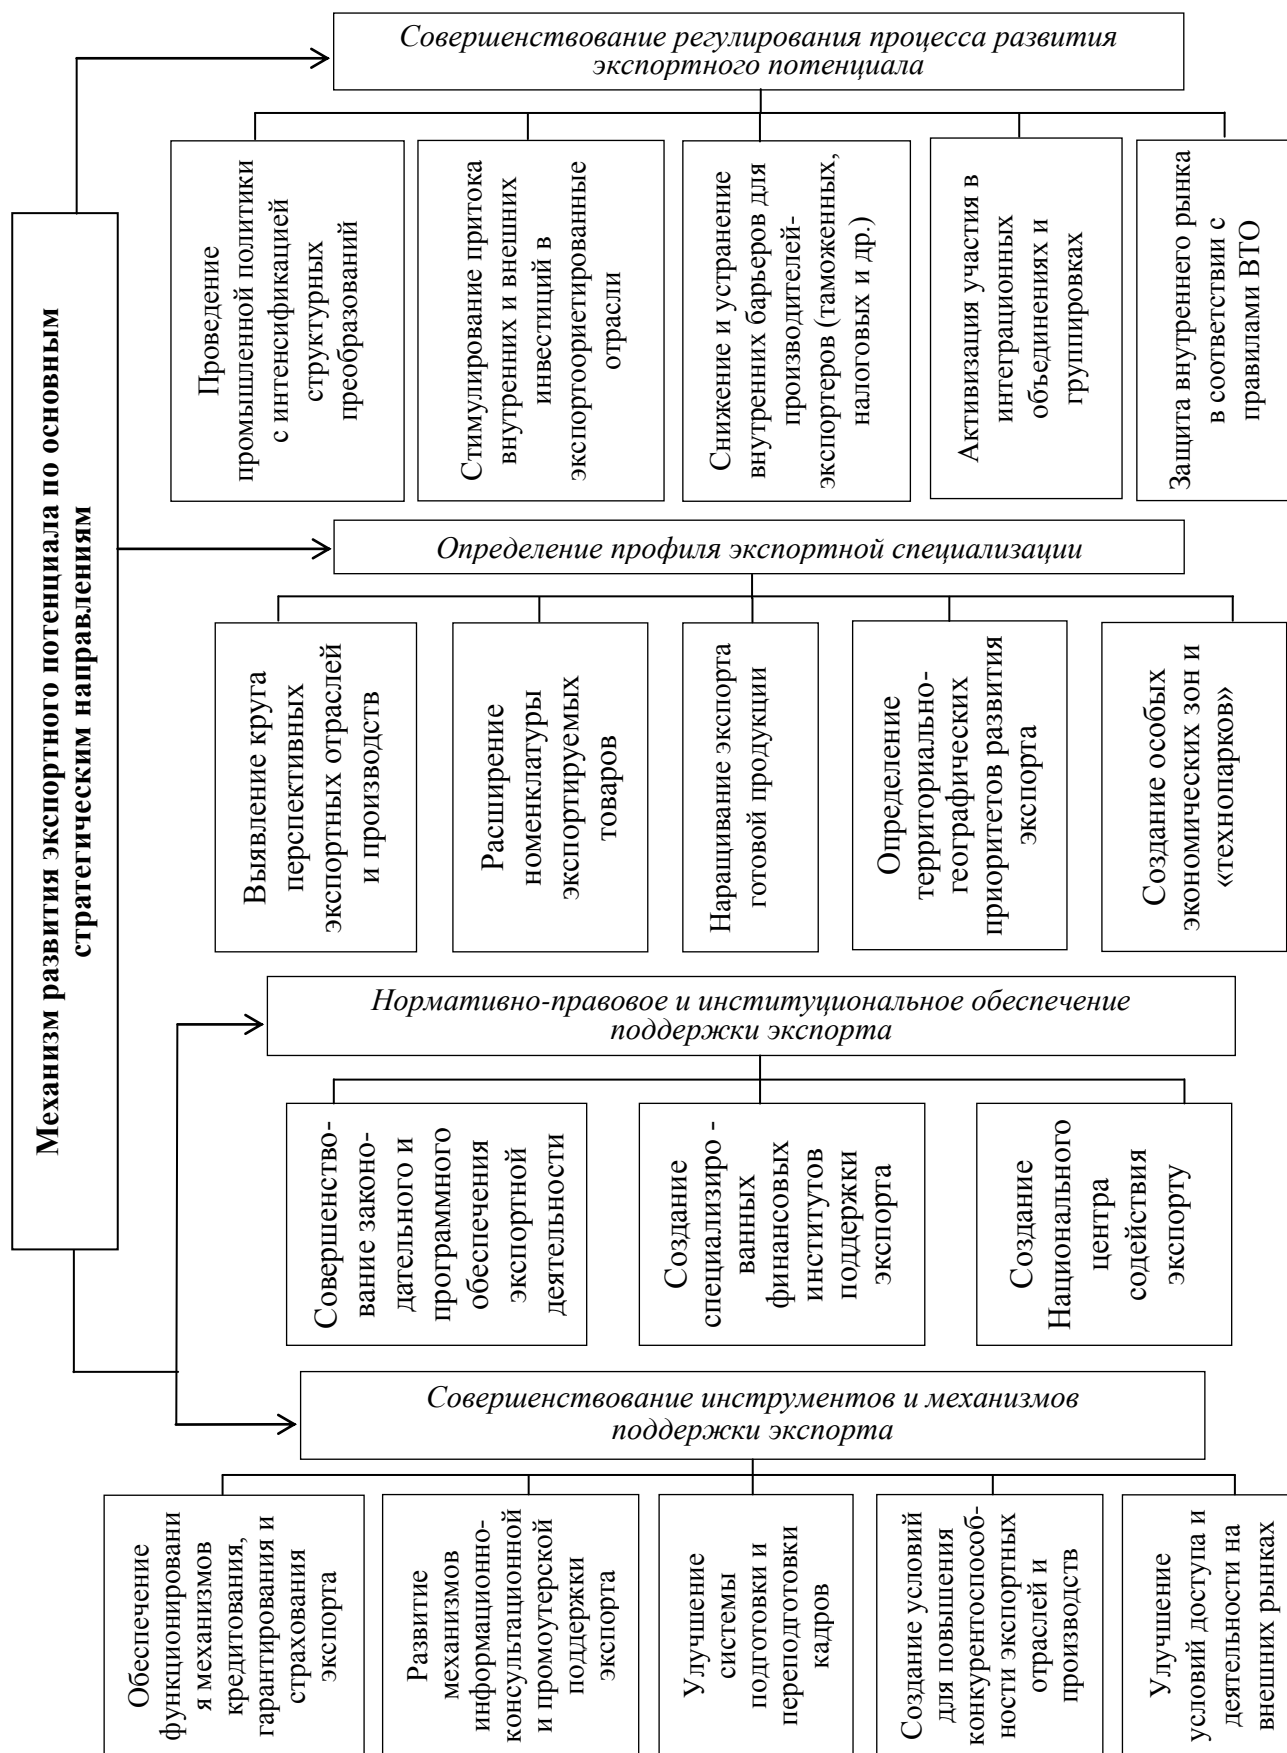 Механизм развития экспортного потенциала по основным
стратегическим направлениям
Совершенствование инструментов и механизмов
поддержки экспорта
Обеспечение
функционировани
я механизмов
кредитования,
гарантирования и
страхования
экспорта
Развитие
механизмов
информационно-
консультационной
и промоутерской
поддержки
экспорта
Улучшение
системы
подготовки и
переподготовки
кадров
Создание условий
для повышения
конкурентоспособ-
ности экспортных
отраслей и
производств
Улучшение
условий доступа и
деятельности на
внешних рынках
Нормативно-правовое и институциональное обеспечение
поддержки экспорта
Совершенство-
вание законо-
дательного и
программного
обеспечения
экспортной
деятельности
Создание
специализиро -
ванных
финансовых
институтов
поддержки
экспорта
Создание
Национального
центра
содействия
экспорту
Определение профиля экспортной специализации
Выявление круга
перспективных
экспортных отраслей
и производств
Расширение
номенклатуры
экспортируемых
товаров
Наращивание экспорта
готовой продукции
Определение
территориально-
географических
приоритетов развития
экспорта
Создание особых
экономических зон и
«технопарков»
Совершенствование регулирования процесса развития
экспортного потенциала
Проведение
промышленной политики
с интенсификацией
структурных
преобразований
Стимулирование притока
внутренних и внешних
инвестиций в
экспортоориетированные
отрасли
Снижение и устранение
внутренних барьеров для
производителей-
экспортеров (таможенных,
налоговых и др.)
Активизация участия в
интеграционных
объединениях и
группировках
Защита внутреннего рынка
в соответствии с
правилами ВТО